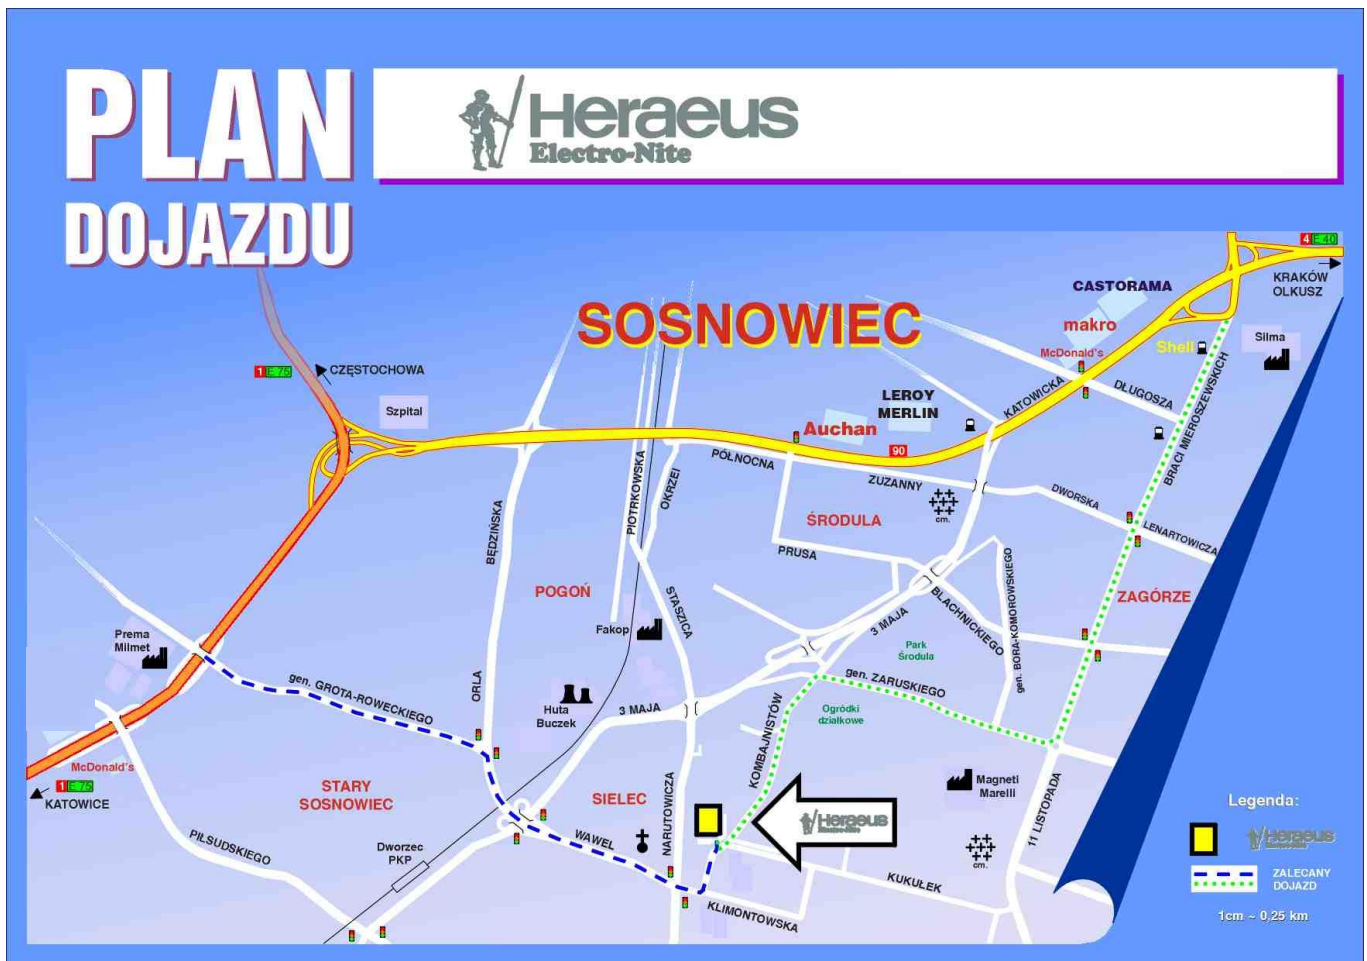 PLAN
DOJAZDU
Heraeus
Electro-Nite
SOSNOWIEC
4 E 40
KRAKÓW
OLKUSZ
CASTORAMA
makro
McDonald's
Shell
Silma
1 E 75
CZĘSTOCHOWA
Szpital
LEROY
MERLIN
KATOWICKA
DŁUGOSZA
Auchan
90
BRACI MIEROSZEWSKICH
PÓŁNOCNA
ZUZANNY
DWORSKA
LENARTOWICZA
cm.
ŚRODULA
PIOTRKOWSKA
OKRZEI
BĘDZIŃSKA
PRUSA
POGOŃ
STASZICA
BLACHNICKIEGO
gen. BORA-KOMOROWSKIEGO
ZAGÓRZE
3 MAJA
Park
Środula
Fakop
Prema
Milmet
gen. GROTA-ROWECKIEGO
ORLA
Huta
Buczek
3 MAJA
gen. ZARUSKIEGO
Ogródki
działkowe
KOMBAJNISTÓW
McDonald's
1 E 75
KATOWICE
STARY
SOSNOWIEC
SIELEC
NARUTOWICZA
Magneti
Marelli
11 LISTOPADA
Heraeus
Electro-Nite
PIŁSUDSKIEGO
Dworzec
PKP
WAWEL
cm.
KUKUŁEK
KLIMONTOWSKA
Legenda:
Heraeus
ZALECANY
DOJAZD
1cm ~ 0,25 km